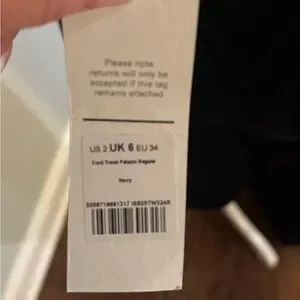 Please note
returns will only be
accepted if this tag
remains attached
US 2 UK 6 EU 34
Cord Trend Palazzo Regular
Navy